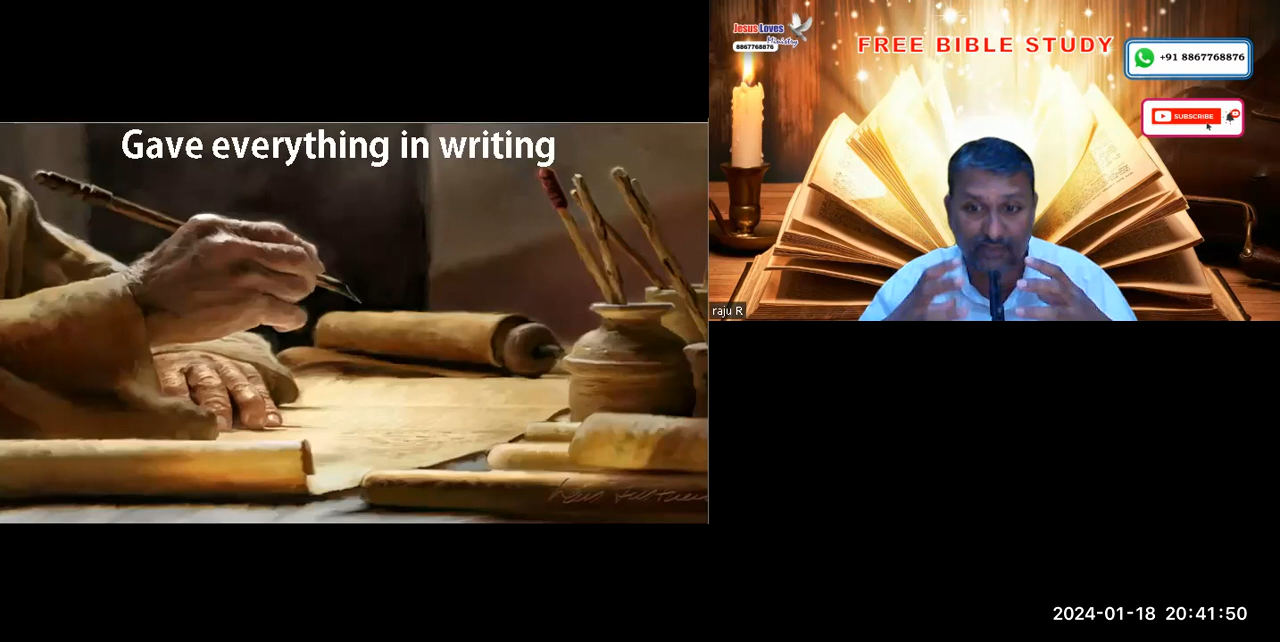 Gave everything in writing
Jesus Loves
Ministry
8867768876
FREE BIBLE STUDY
+91 8867768876
SUBSCRIBE
raju R
2024-01-18 20:41:50